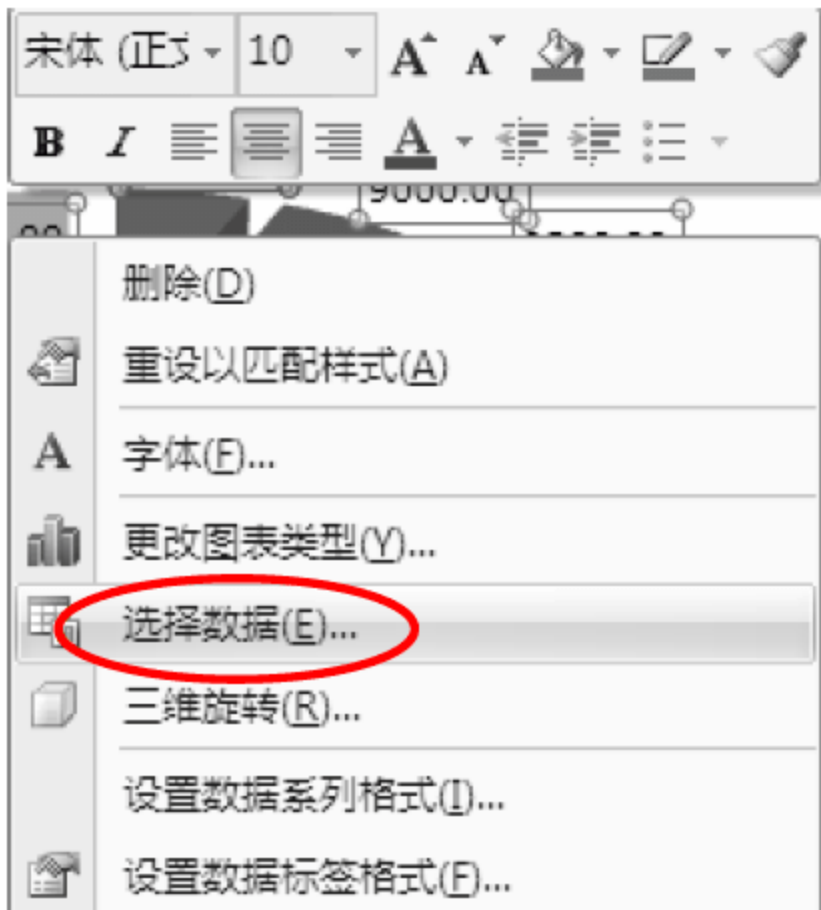 宋体 (正文 10 A A
B I A
9000.00
删除(D)
重设以匹配样式(A)
A 字体(F)...
更改图表类型(Y)...
选择数据(E)...
三维旋转(R)...
设置数据系列格式(I)...
设置数据标签格式(F)...